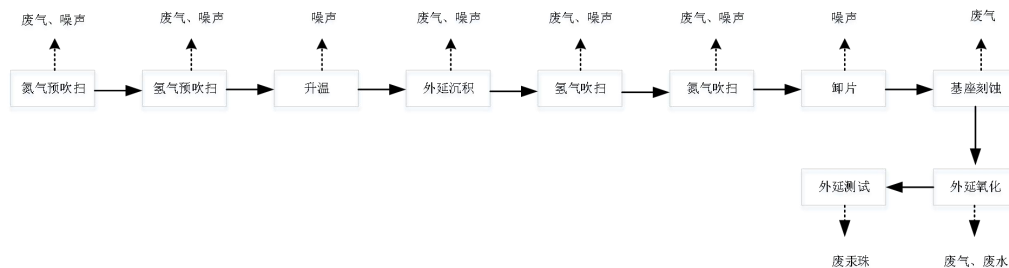 废气、噪声
废气、噪声
噪声
废气、噪声
废气、噪声
废气、噪声
噪声
废气
氮气预吹扫
氢气预吹扫
升温
外延沉积
氢气吹扫
氮气吹扫
卸片
基座刻蚀
外延测试
外延氧化
废汞珠
废气、废水